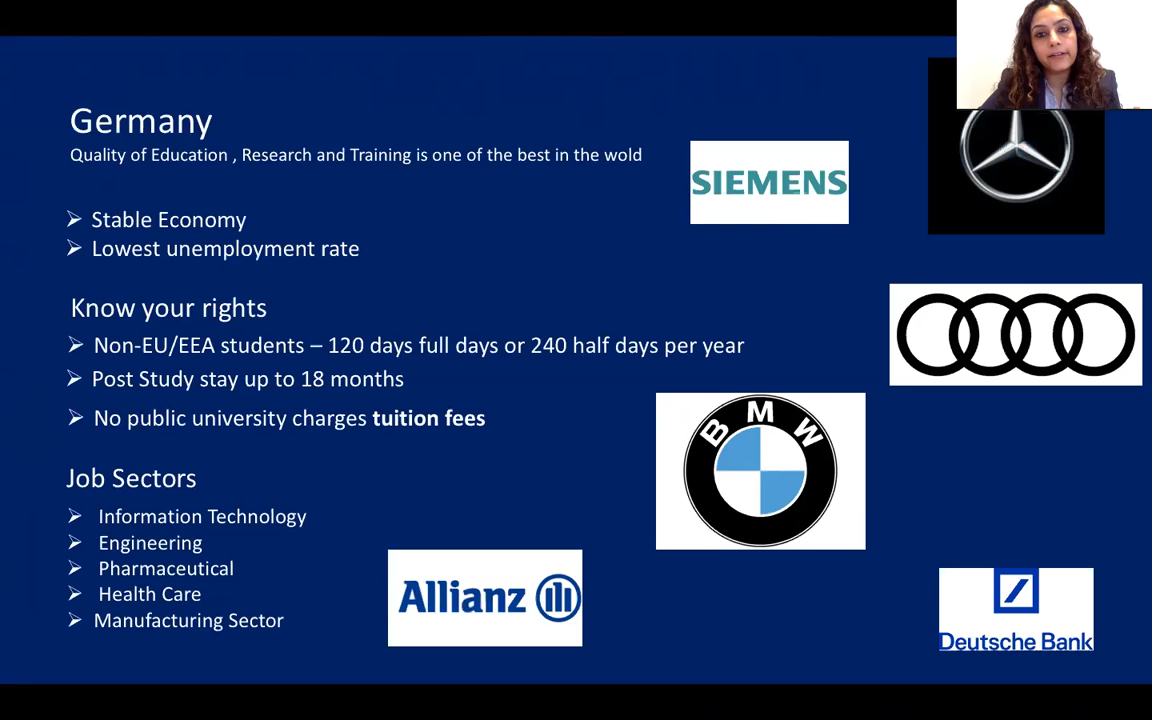 Germany
Quality of Education , Research and Training is one of the best in the wold
SIEMENS
Stable Economy
Lowest unemployment rate
Know your rights
Non-EU/EEA students – 120 days full days or 240 half days per year
Post Study stay up to 18 months
No public university charges tuition fees
BMW
Job Sectors
Information Technology
Engineering
Pharmaceutical
Health Care
Manufacturing Sector
Allianz
Deutsche Bank